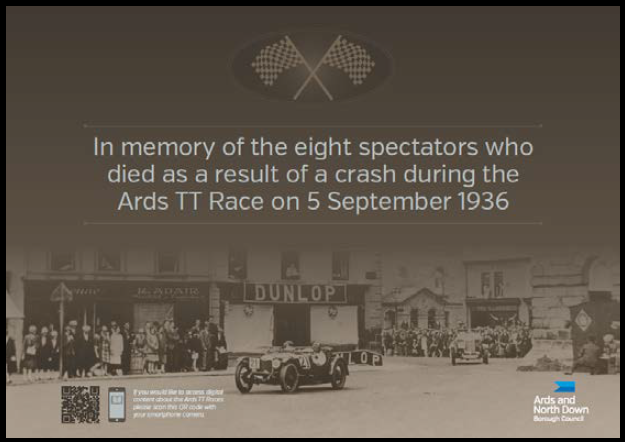 In memory of the eight spectators who
died as a result of a crash during the
Ards TT Race on 5 September 1936
R. ADAIR
DUNLOP
If you would like to access digital
content about the Ards TT Races
please scan this QR code with
your smartphone camera.
Ards and
North Down
Borough Council